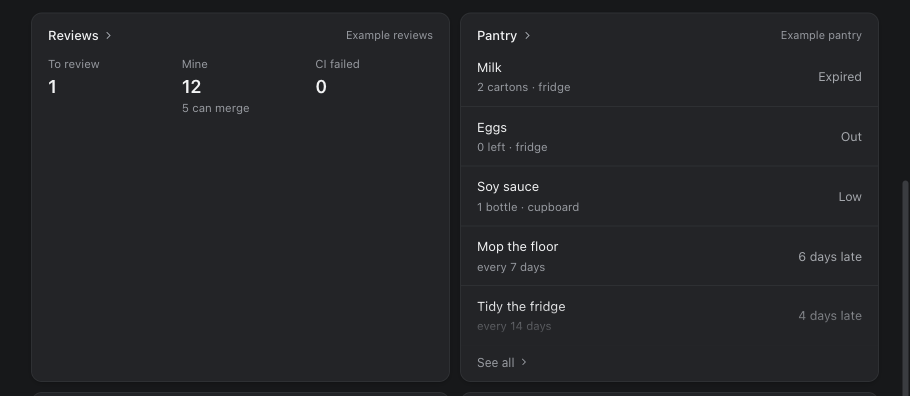 Reviews
Example reviews
To review
Mine
CI failed
1
12
0
5 can merge
Pantry
Example pantry
Milk
2 cartons · fridge
Expired
Eggs
0 left · fridge
Out
Soy sauce
1 bottle · cupboard
Low
Mop the floor
every 7 days
6 days late
Tidy the fridge
every 14 days
4 days late
See all